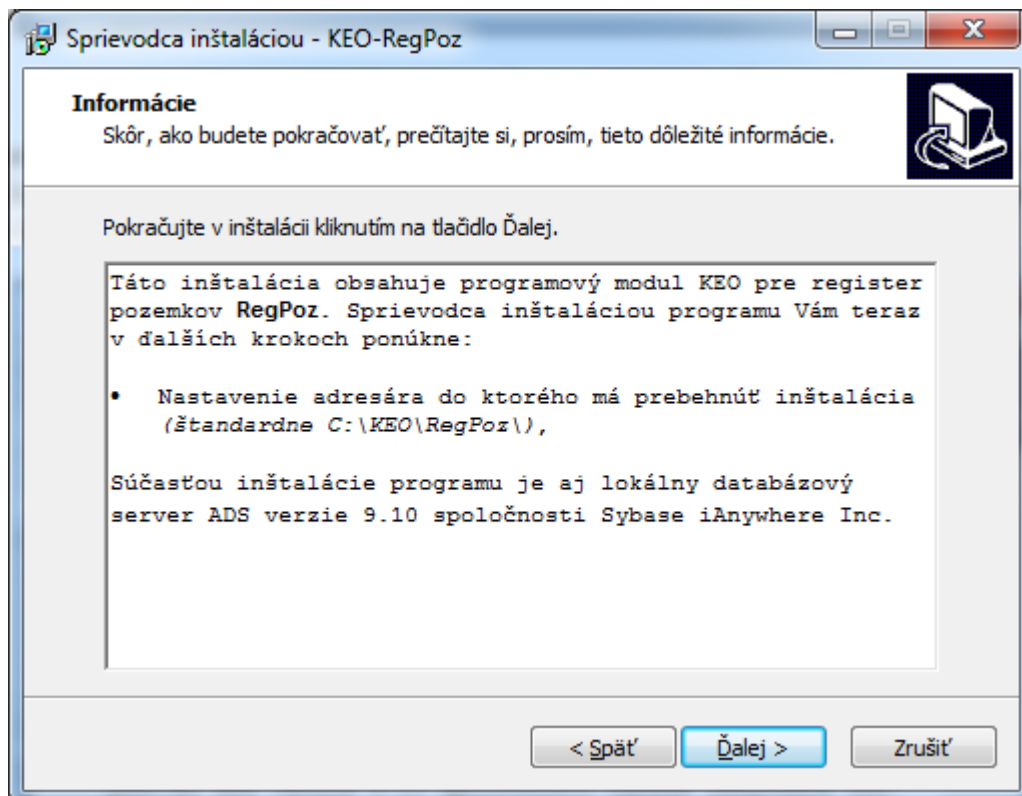 Sprievodca inštaláciou - KEO-RegPoz
Informácie
Skôr, ako budete pokračovať, prečítajte si, prosím, tieto dôležité informácie.
Pokračujte v inštalácii kliknutím na tlačidlo Ďalej.
Táto inštalácia obsahuje programový modul KEO pre register
pozemkov RegPoz. Sprievodca inštaláciou programu Vám teraz
v ďalších krokoch ponúkne:
• Nastavenie adresára do ktorého má prebehnúť inštalácia
(štandardne C:\KEO\RegPoz\),
Súčasťou inštalácie programu je aj lokálny databázový
server ADS verzie 9.10 spoločnosti Sybase iAnywhere Inc.
< Späť
Ďalej >
Zrušiť